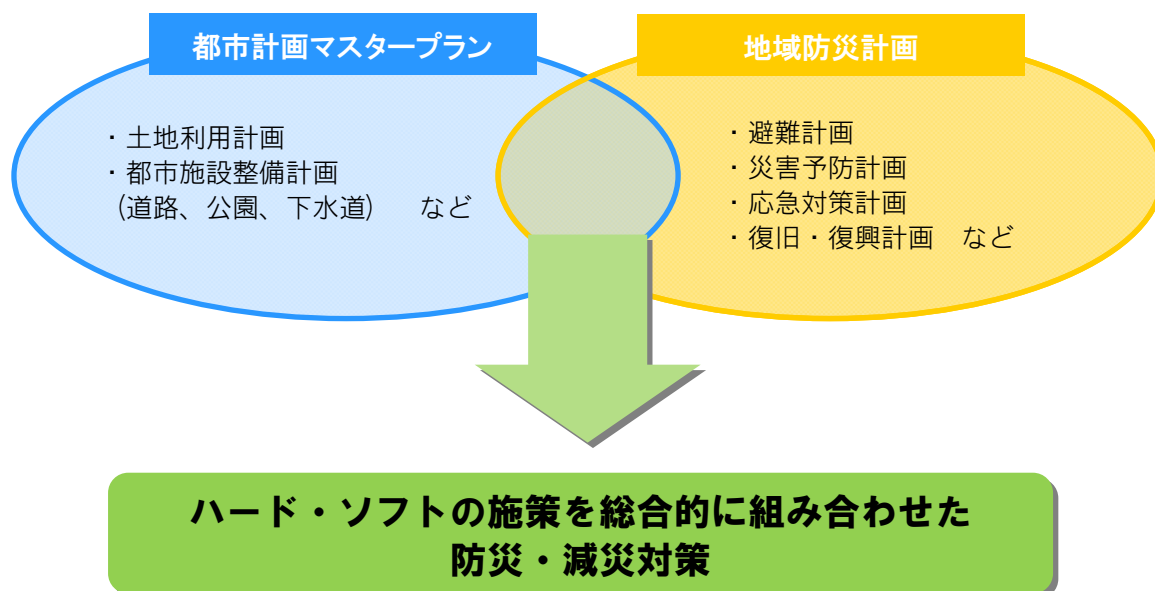 都市計画マスタープラン
・土地利用計画
・都市施設整備計画
(道路、公園、下水道)　など
地域防災計画
・避難計画
・災害予防計画
・応急対策計画
・復旧・復興計画　など
ハード・ソフトの施策を総合的に組み合わせた
防災・減災対策